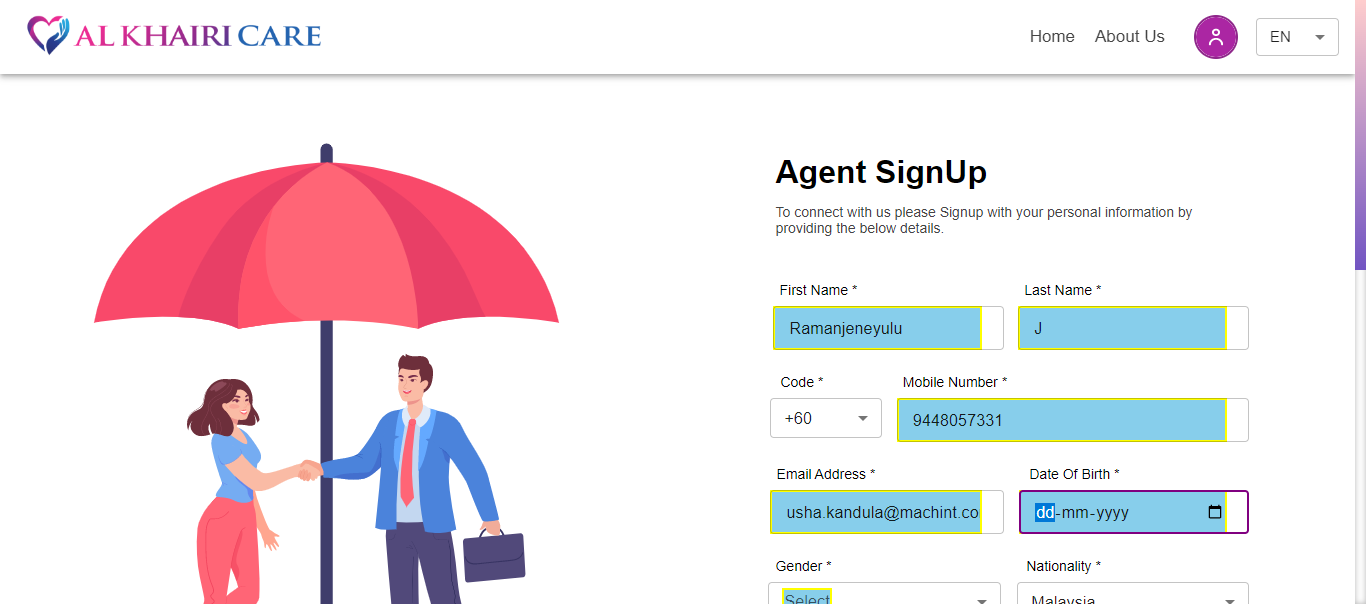 AL KHAIRI CARE
Home About Us EN
Agent SignUp
To connect with us please Signup with your personal information by
providing the below details.
First Name * Last Name *
Ramanjeneyulu J
Code * Mobile Number *
+60 9448057331
Email Address * Date Of Birth *
usha.kandula@machint.co dd-mm-yyyy
Gender * Nationality *
Select Malaysia